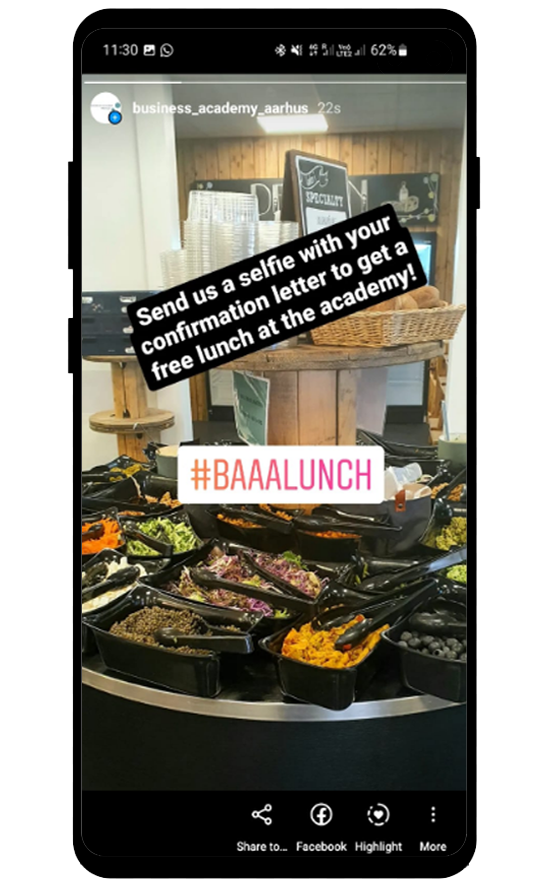 11:30 62%
business_academy_aarhus 22s
SPECIALTY
Send us a selfie with your
confirmation letter to get a
free lunch at the academy!
#BAAALUNCH
Share to... Facebook Highlight More